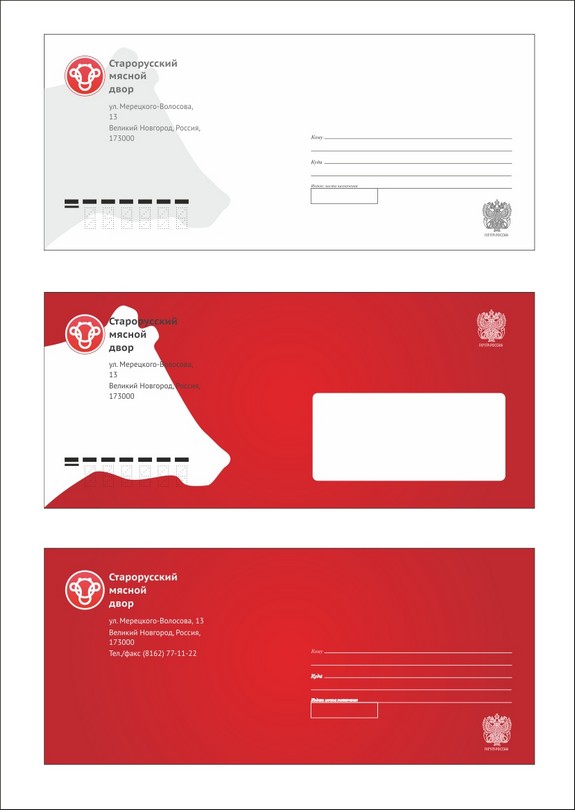 Старорусский
мясной
двор
ул. Мерецкого-Волосова,
13
Великий Новгород, Россия,
173000
Кому
Куда
Индекс места назначения
ПОЧТА РОССИИ
Старорусский
мясной
двор
ул. Мерецкого-Волосова,
13
Великий Новгород, Россия,
173000
ПОЧТА РОССИИ
Старорусский
мясной
двор
ул. Мерецкого-Волосова, 13
Великий Новгород, Россия,
173000
Тел./факс (8162) 77-11-22
Кому
Куда
Индекс места назначения
ПОЧТА РОССИИ